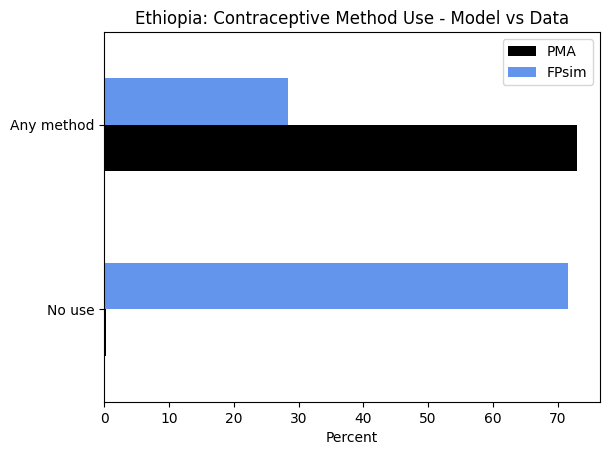 Ethiopia: Contraceptive Method Use - Model vs Data
PMA
FPsim
Any method
No use
0 10 20 30 40 50 60 70
Percent